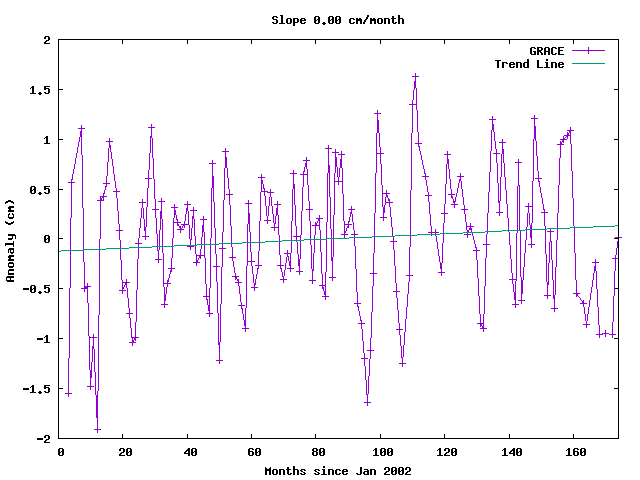 Slope 0.00 cm/month
GRACE
Trend Line
2
1.5
1
0.5
0
-0.5
-1
-1.5
-2
Anomaly (cm)
0 20 40 60 80 100 120 140 160
Months since Jan 2002